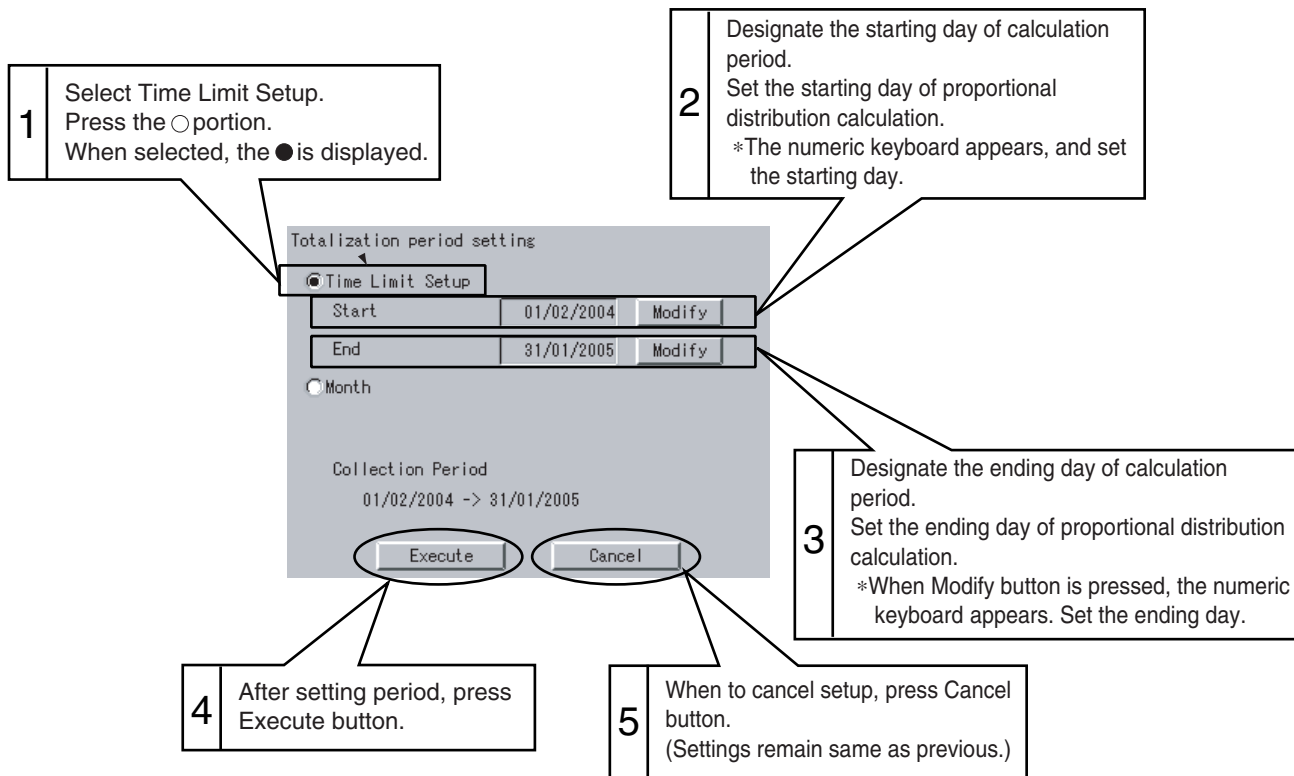 1
Select Time Limit Setup.
Press the ○ portion.
When selected, the ● is displayed.
2
Designate the starting day of calculation
period.
Set the starting day of proportional
distribution calculation.
*The numeric keyboard appears, and set
the starting day.
Totalization period setting
Time Limit Setup
Start 01/02/2004 Modify
End 31/01/2005 Modify
Month
Collection Period
01/02/2004 -> 31/01/2005
Execute Cancel
3
Designate the ending day of calculation
period.
Set the ending day of proportional distribution
calculation.
*When Modify button is pressed, the numeric
keyboard appears. Set the ending day.
4
After setting period, press
Execute button.
5
When to cancel setup, press Cancel
button.
(Settings remain same as previous.)